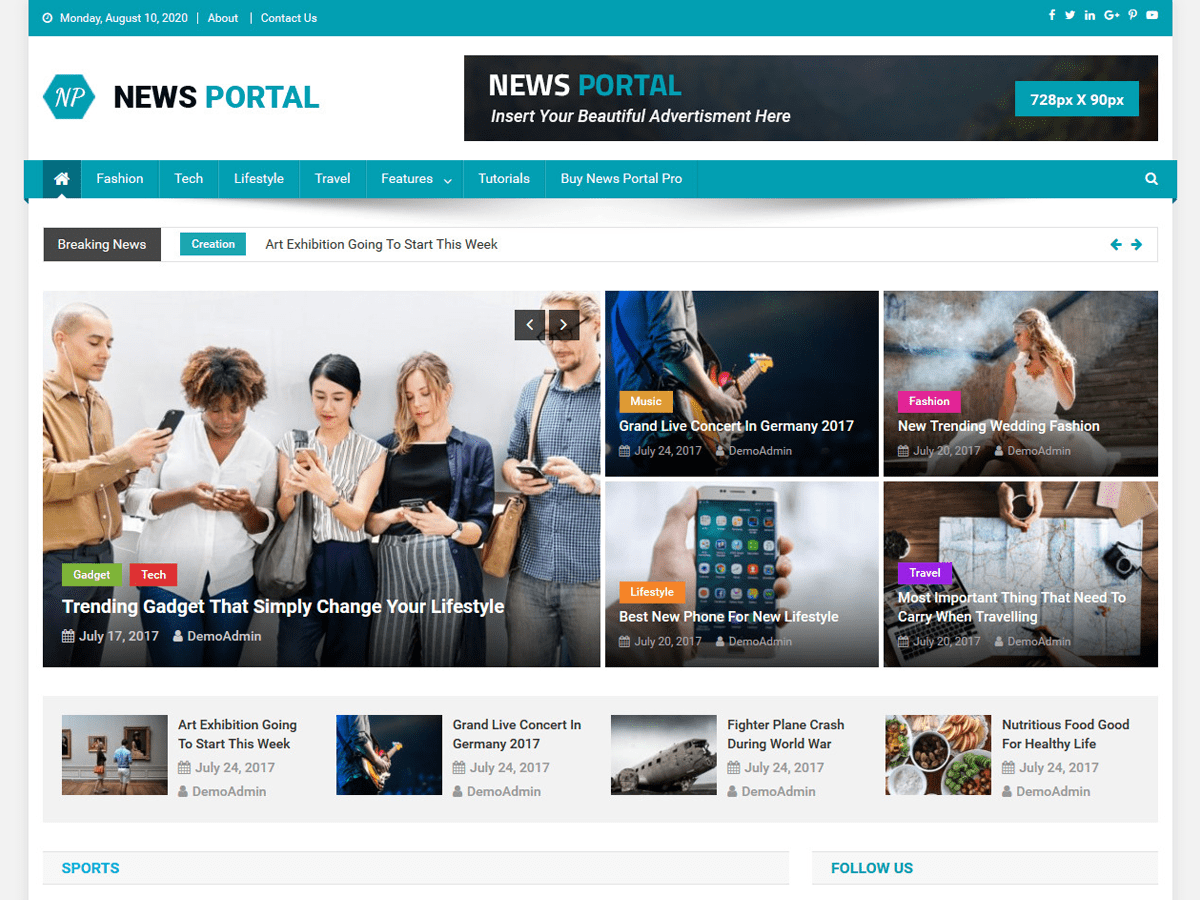 Monday, August 10, 2020 | About | Contact Us
NP NEWS PORTAL
NEWS PORTAL
Insert Your Beautiful Advertisment Here
728px X 90px
Fashion Tech Lifestyle Travel Features Tutorials Buy News Portal Pro
Breaking News Creation Art Exhibition Going To Start This Week
Gadget Tech
Trending Gadget That Simply Change Your Lifestyle
July 17, 2017 DemoAdmin
Music
Grand Live Concert In Germany 2017
July 24, 2017 DemoAdmin
Fashion
New Trending Wedding Fashion
July 20, 2017 DemoAdmin
Lifestyle
Best New Phone For New Lifestyle
July 20, 2017 DemoAdmin
Travel
Most Important Thing That Need To
Carry When Travelling
July 20, 2017 DemoAdmin
Art Exhibition Going
To Start This Week
July 24, 2017
DemoAdmin
Grand Live Concert In
Germany 2017
July 24, 2017
DemoAdmin
Fighter Plane Crash
During World War
July 24, 2017
DemoAdmin
Nutritious Food Good
For Healthy Life
July 24, 2017
DemoAdmin
SPORTS
FOLLOW US